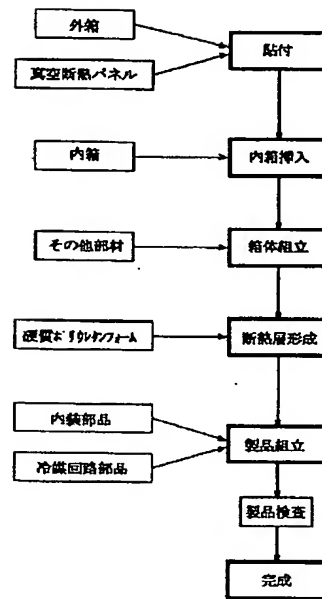 外箱
貼付
真空断熱パネル
内箱
内箱挿入
その他部材
箱体組立
硬質ポリウレタンフォーム
断熱層形成
内装部品
製品組立
冷媒回路部品
製品検査
完成